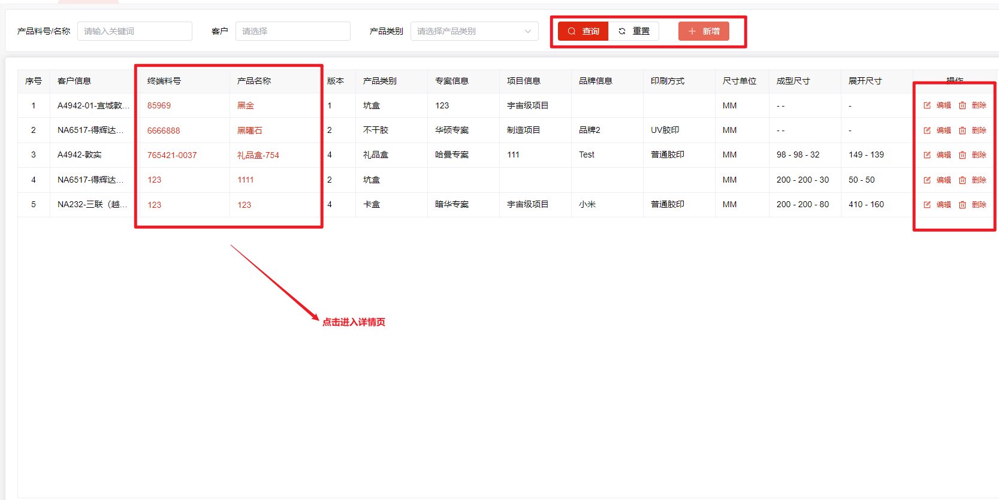 产品料号/名称 请输入关键词 客户 请选择 产品类别 请选择产品类别 查询 重置 新增
序号 客户信息 终端料号 产品名称 版本 产品类别 专案信息 项目信息 品牌信息 印刷方式 尺寸单位 成型尺寸 展开尺寸 操作
1 A4942-01-宜城敦... 85969 黑金 1 坑盒 123 宇宙级项目 MM - - - 编辑 删除
2 NA6517-得辉达... 6666888 黑曜石 2 不干胶 华硕专案 制造项目 品牌2 UV胶印 MM - - - 编辑 删除
3 A4942-敦实 765421-0037 礼品盒-754 4 礼品盒 哈曼专案 111 Test 普通胶印 MM 98 - 98 - 32 149 - 139 编辑 删除
4 NA6517-得辉达... 123 1111 2 坑盒 MM 200 - 200 - 30 50 - 50 编辑 删除
5 NA232-三联（越... 123 123 4 卡盒 暗华专案 宇宙级项目 小米 普通胶印 MM 200 - 200 - 80 410 - 160 编辑 删除
点击进入详情页